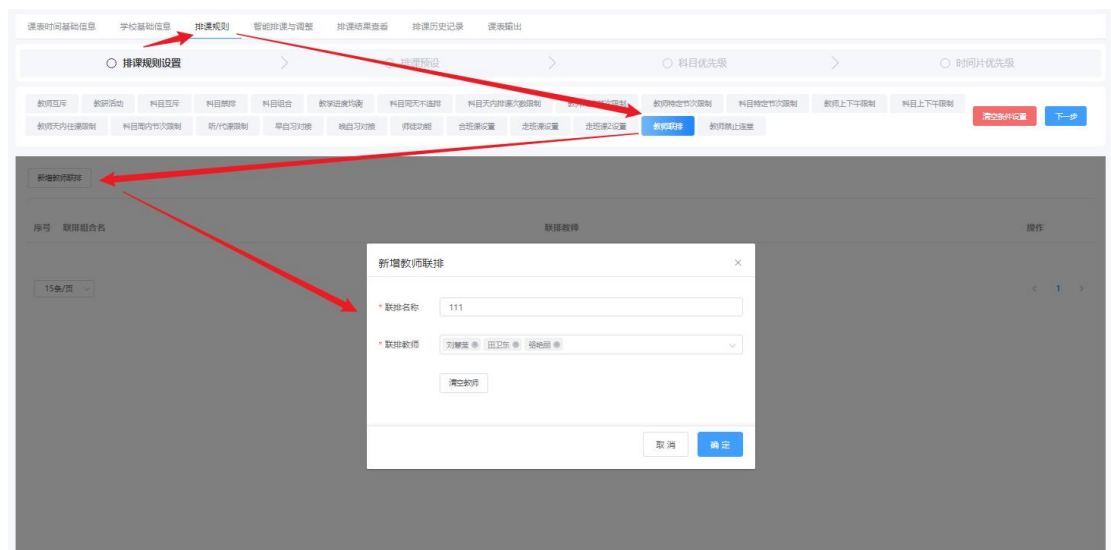 课表时间基础信息 学校基础信息 排课规则 智能排课与调整 排课结果查看 排课历史记录 课表输出
排课规则设置 排课预设 科目优先级 时间片优先级
教师互斥 教研活动 科目互斥 科目禁排 科目组合 教学进度均衡 科目同天不连排 科目天内排课次数限制 教师特定节次限制 科目特定节次限制 教师上下午限制 科目上下午限制
教师天内任课限制 科目周内节次限制 听/代课限制 早自习对接 晚自习对接 师徒功能 合班课设置 走班课设置 走班课2设置 教师联排 教师禁止连堂
清空条件设置 下一步
新增教师联排
序号 联排组合名 联排教师 操作
15条/页
< 1 >
新增教师联排 ×
* 联排名称 111
* 联排教师 刘慧莹 田卫东 杨艳丽
清空教师
取消 确定